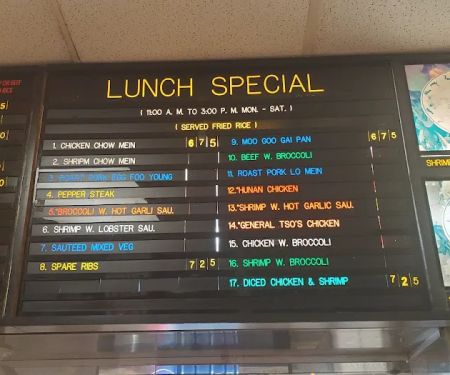 LUNCH SPECIAL
( 11:00 A. M. TO 3:00 P. M. MON. - SAT. )
( SERVED FRIED RICE )
1. CHICKEN CHOW MEIN 6 7 5
2. SHRIPM CHOW MEIN
3. ROAST PORK EGG FOO YOUNG
4. PEPPER STEAK
5.*BROCCOLI W. HOT GARLI SAU.
6. SHRIMP W. LOBSTER SAU.
7. SAUTEED MIXED VEG
8. SPARE RIBS 7 2 5
9. MOO GOO GAI PAN 6 7 5
10. BEEF W. BROCCOLI
11. ROAST PORK LO MEIN
12.*HUNAN CHICKEN
13.*SHRIMP W. HOT GARLIC SAU.
14.*GENERAL TSO'S CHICKEN
15. CHICKEN W. BROCOLLI
16. SHRIMP W. BROCCOLI
17. DICED CHICKEN & SHRIMP 7 2 5